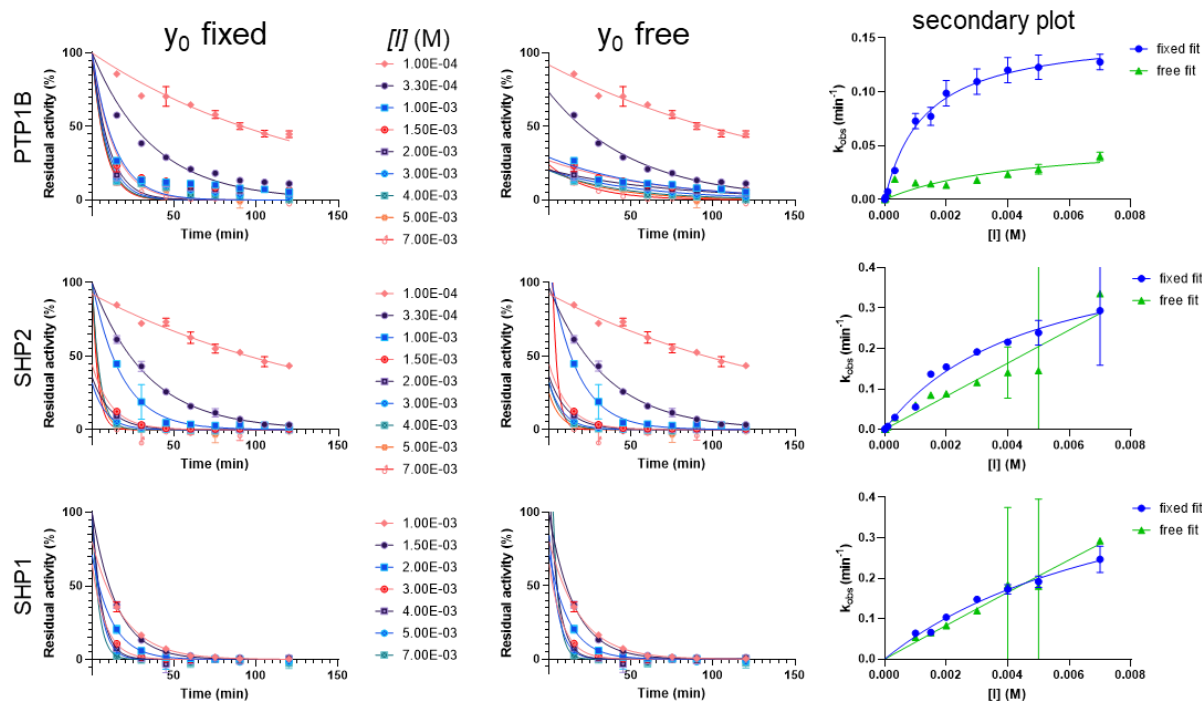 y₀ fixed
[I] (M)
y₀ free
secondary plot
PTP1B
Residual activity (%)
100
50
0
50
100
150
Time (min)
1.00E-04
3.30E-04
1.00E-03
1.50E-03
2.00E-03
3.00E-03
4.00E-03
5.00E-03
7.00E-03
Residual activity (%)
100
50
0
50
100
150
Time (min)
kobs (min⁻¹)
0.15
0.10
0.05
0.00
0.000
0.002
0.004
0.006
0.008
[I] (M)
fixed fit
free fit
SHP2
Residual activity (%)
100
50
0
50
100
150
Time (min)
1.00E-04
3.30E-04
1.00E-03
1.50E-03
2.00E-03
3.00E-03
4.00E-03
5.00E-03
7.00E-03
Residual activity (%)
100
50
0
50
100
150
Time (min)
kobs (min⁻¹)
0.4
0.3
0.2
0.1
0.0
0.000
0.002
0.004
0.006
0.008
[I] (M)
fixed fit
free fit
SHP1
Residual activity (%)
100
50
0
50
100
150
Time (min)
1.00E-03
1.50E-03
2.00E-03
3.00E-03
4.00E-03
5.00E-03
7.00E-03
Residual activity (%)
100
50
0
50
100
150
Time (min)
kobs (min⁻¹)
0.4
0.3
0.2
0.1
0.0
0.000
0.002
0.004
0.006
0.008
[I] (M)
fixed fit
free fit